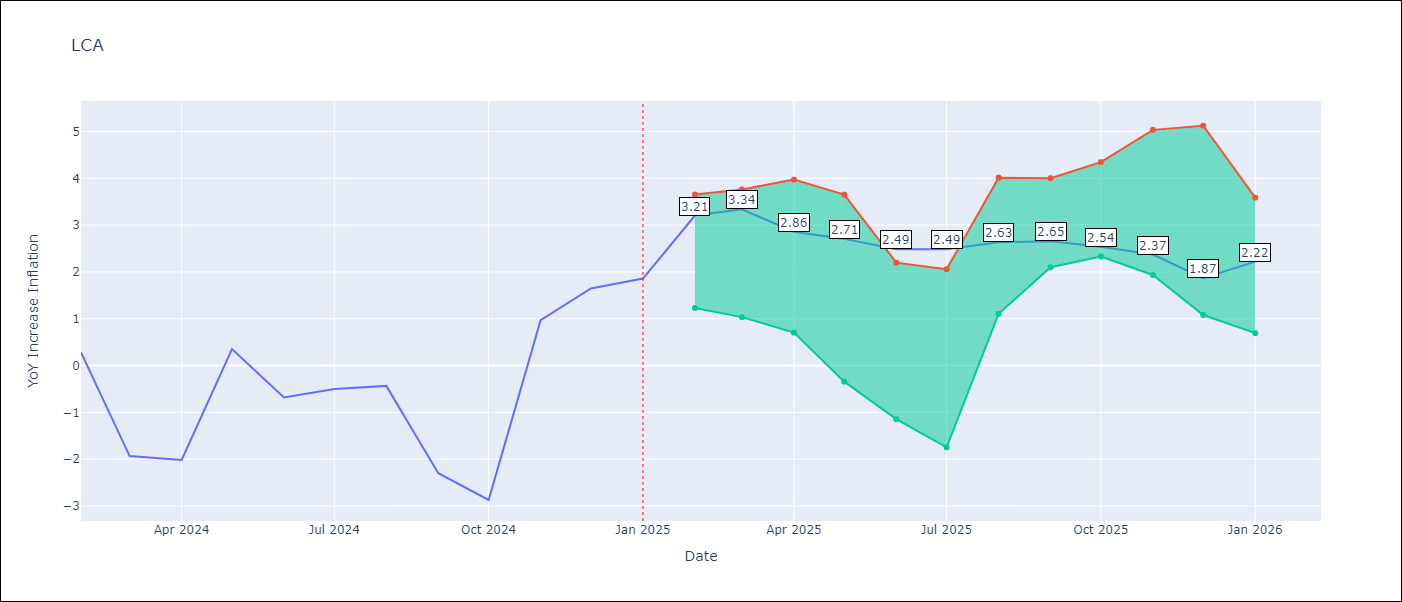 LCA
YoY Increase Inflation
5
4
3
2
1
0
−1
−2
−3
3.21
3.34
2.86
2.71
2.49
2.49
2.63
2.65
2.54
2.37
1.87
2.22
Apr 2024
Jul 2024
Oct 2024
Jan 2025
Apr 2025
Jul 2025
Oct 2025
Jan 2026
Date